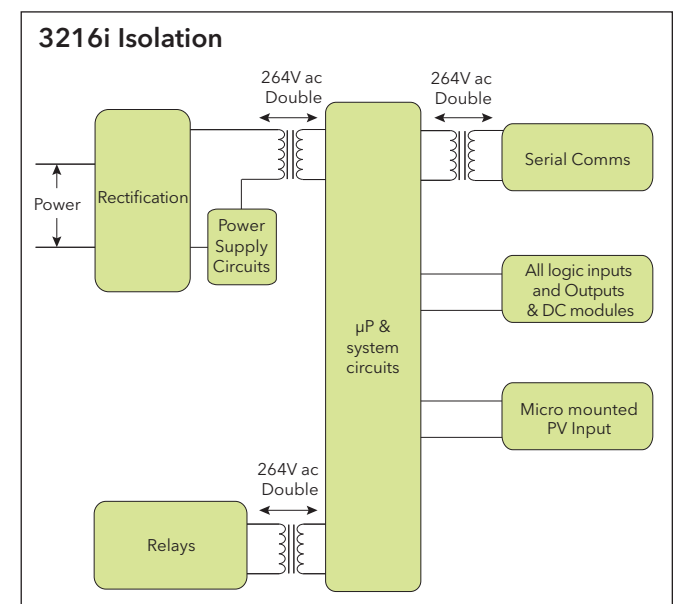 3216i Isolation
264V ac
Double
264V ac
Double
Rectification
Power
Power
Supply
Circuits
Serial Comms
All logic inputs
and Outputs
& DC modules
µP &
system
circuits
Micro mounted
PV Input
264V ac
Double
Relays